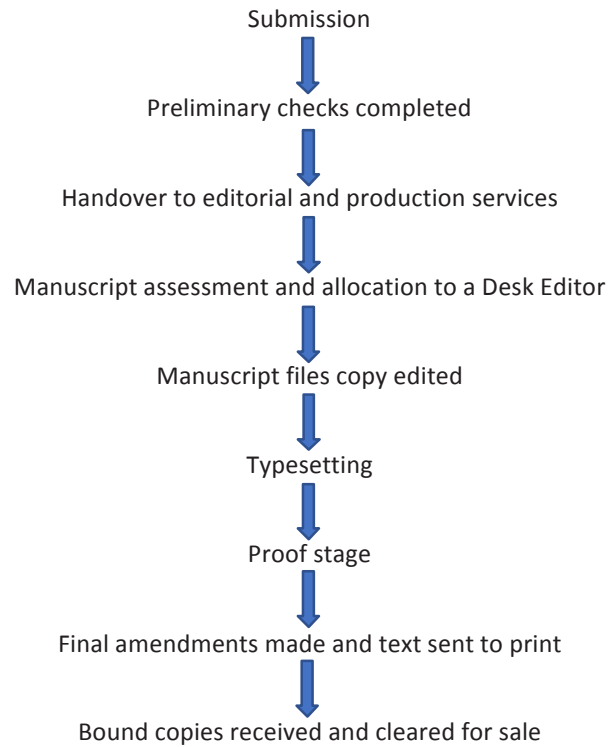 Submission
Preliminary checks completed
Handover to editorial and production services
Manuscript assessment and allocation to a Desk Editor
Manuscript files copy edited
Typesetting
Proof stage
Final amendments made and text sent to print
Bound copies received and cleared for sale